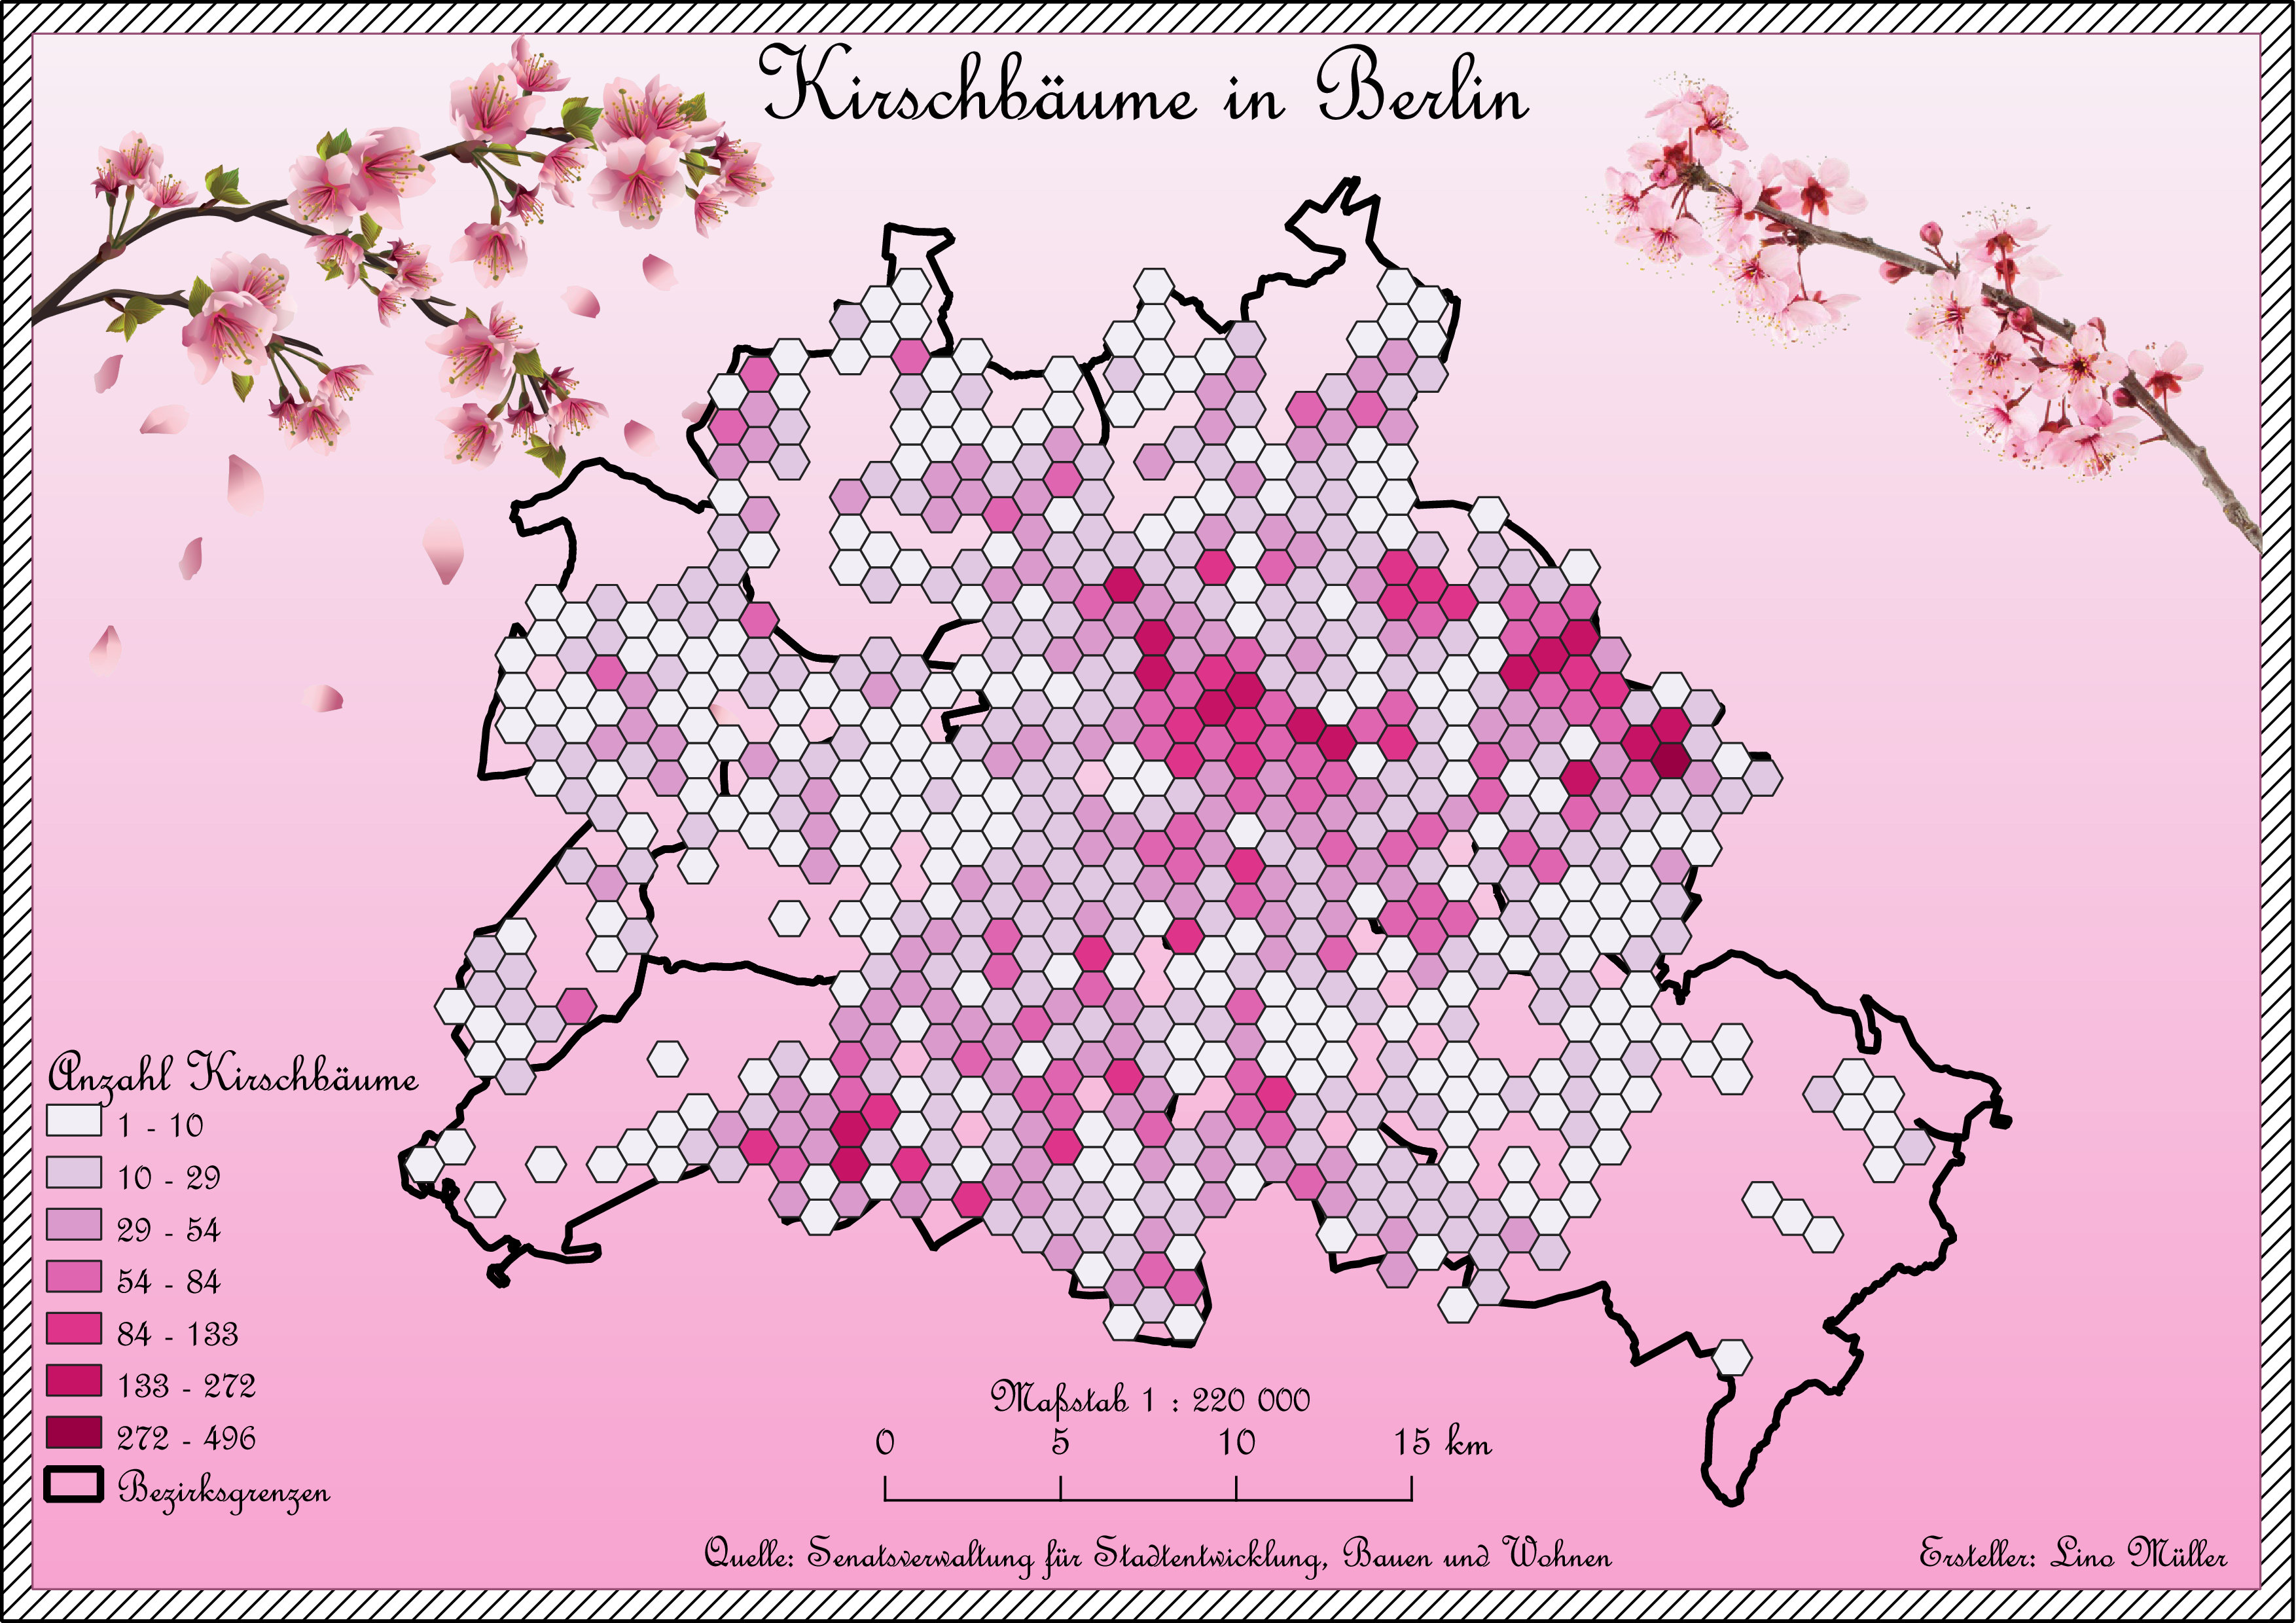 Kirschbäume in Berlin
Anzahl Kirschbäume
1 - 10
10 - 29
29 - 54
54 - 84
84 - 133
133 - 272
272 - 496
Bezirksgrenzen
Maßstab 1 : 220 000
0 5 10 15 km
Quelle: Senatsverwaltung für Stadtentwicklung, Bauen und Wohnen
Ersteller: Lino Müller